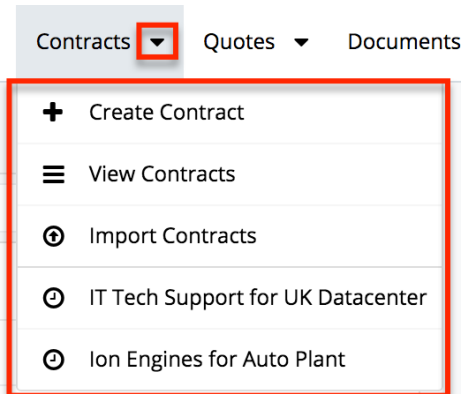 Contracts Quotes Documents
Create Contract
View Contracts
Import Contracts
IT Tech Support for UK Datacenter
Ion Engines for Auto Plant